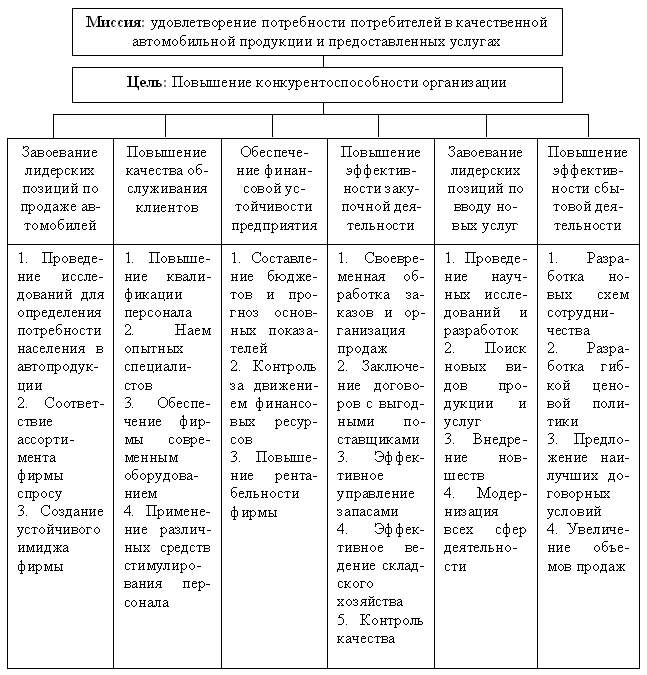 Миссия: удовлетворение потребности потребителей в качественной
автомобильной продукции и предоставленных услугах
Цель: Повышение конкурентоспособности организации
Завоевание
лидерских
позиций по
продаже ав-
томобилей
Повышение
качества об-
служивания
клиентов
Обеспече-
ние финан-
совой ус-
тойчивости
предприятия
Повышение
эффектив-
ности заку-
почной дея-
тельности
Завоевание
лидерских
позиций по
вводу но-
вых услуг
Повышение
эффектив-
ности сбы-
товой дея-
тельности
1. Проведе-
ние иссле-
дований для
определения
потребности
населения в
автопродук-
ции
2. Соответ-
ствие
ассорти-
мента
фирмы
спросу
3. Создание
устойчивого
имиджа
фирмы
1. Повыше-
ние квали-
фикации
персонала
2. Наем
опытных
специали-
стов
3. Обеспе-
чение фир-
мы совре-
менным
оборудова-
нием
4. Примене-
ние различ-
ных средств
стимулиро-
вания пер-
сонала
1. Составле-
ние бюдже-
тов и про-
гноз основ-
ных показа-
телей
2. Контроль
за движени-
ем финансо-
вых ресур-
сов
3. Повыше-
ние рента-
бельности
фирмы
1. Своевре-
менная об-
работка за-
казов и ор-
ганизация
продаж
2. Заключе-
ние догово-
ров с выгод-
ными по-
ставщиками
3. Эффек-
тивное
управление
запасами
4. Эффек-
тивное ве-
дение склад-
ского
хозяйства
5. Контроль
качества
1. Проведе-
ние науч-
ных иссле-
дований и
разработок
2. Поиск
новых ви-
дов про-
дукции и
услуг
3. Внедре-
ние нов-
шеств
4. Модер-
низация
всех сфер
деятельно-
сти
1. Разра-
ботка но-
вых схем
сотрудни-
чества
2. Разра-
ботка гиб-
кой цено-
вой поли-
тики
3. Предло-
жение наи-
лучших до-
говорных
условий
4. Увеличе-
ние объе-
мов продаж